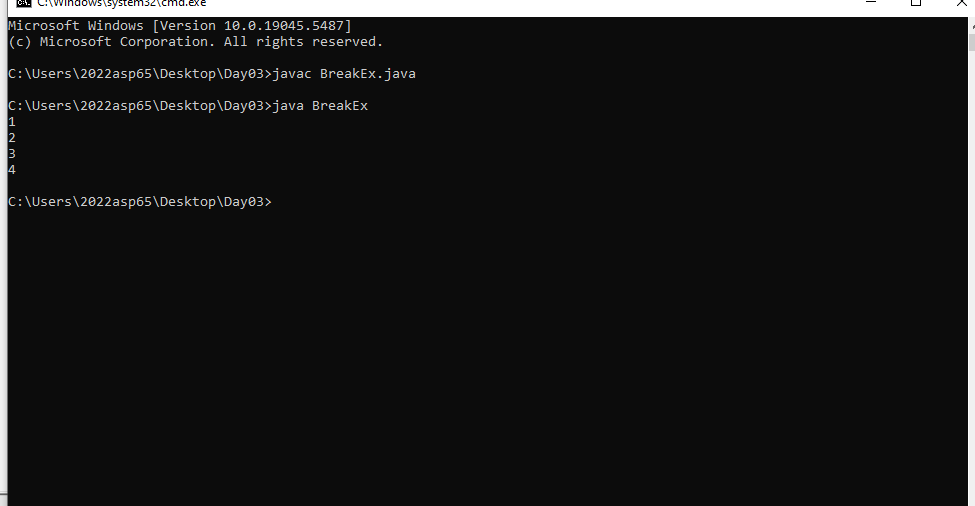 C:\Windows\system32\cmd.exe
Microsoft Windows [Version 10.0.19045.5487]
(c) Microsoft Corporation. All rights reserved.
C:\Users\2022asp65\Desktop\Day03>javac BreakEx.java
C:\Users\2022asp65\Desktop\Day03>java BreakEx
1
2
3
4
C:\Users\2022asp65\Desktop\Day03>